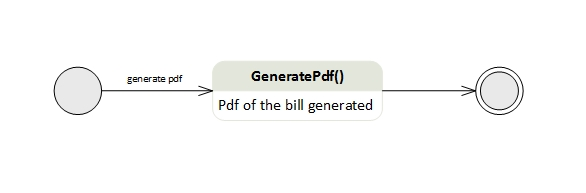 generate pdf
GeneratePdf()
Pdf of the bill generated